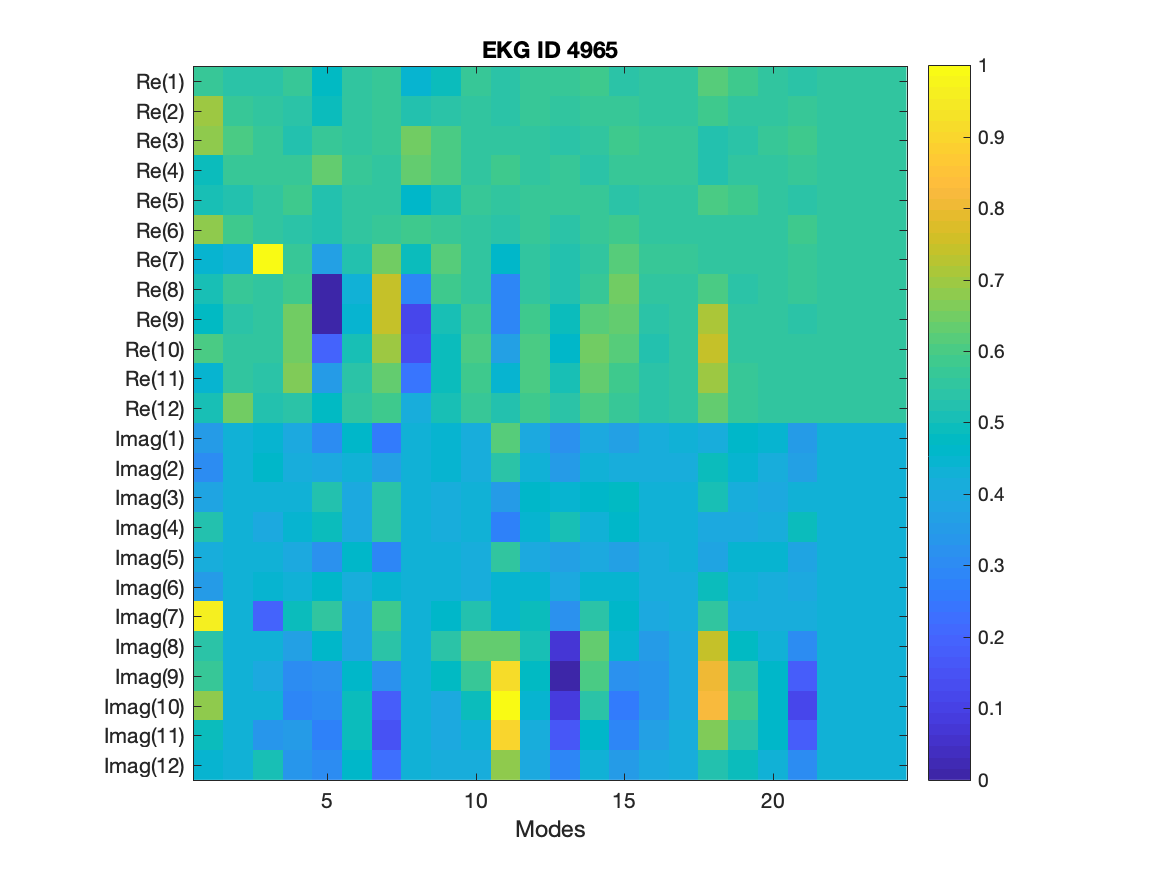 EKG ID 4965
Re(1)
Re(2)
Re(3)
Re(4)
Re(5)
Re(6)
Re(7)
Re(8)
Re(9)
Re(10)
Re(11)
Re(12)
Imag(1)
Imag(2)
Imag(3)
Imag(4)
Imag(5)
Imag(6)
Imag(7)
Imag(8)
Imag(9)
Imag(10)
Imag(11)
Imag(12)
5 10 15 20
Modes
1
0.9
0.8
0.7
0.6
0.5
0.4
0.3
0.2
0.1
0